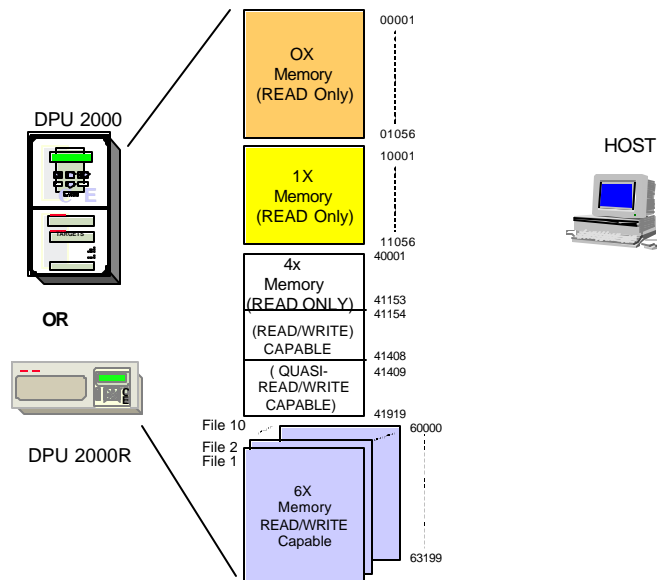 OX
Memory
(READ Only)
00001
01056
DPU 2000
TARGETS
C E
HOST
1X
Memory
(READ Only)
10001
11056
4x
Memory
(READ ONLY)
40001
41153
(READ/WRITE)
CAPABLE
41154
41408
( QUASI-
READ/WRITE
CAPABLE)
41409
41919
OR
DPU 2000R
File 10
File 2
File 1
60000
6X
Memory
READ/WRITE
Capable
63199